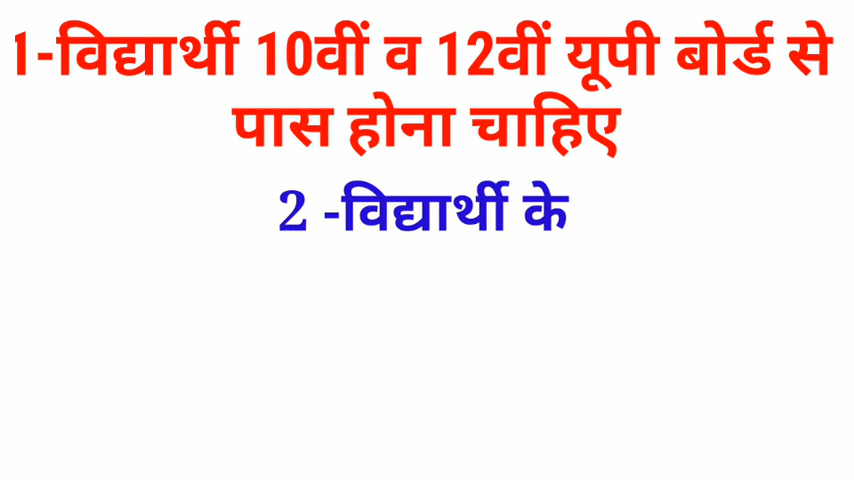 1-विद्यार्थी 10वीं व 12वीं यूपी बोर्ड से
पास होना चाहिए
2 -विद्यार्थी के